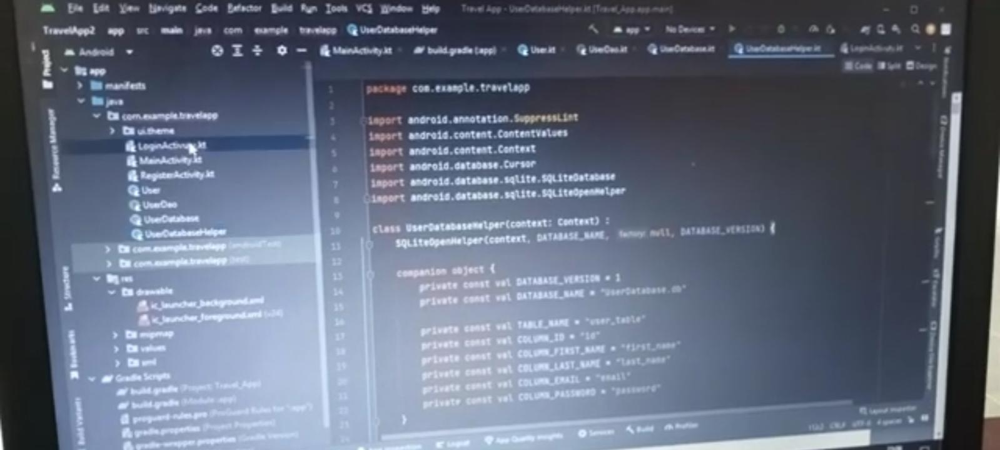 File Edit View Navigate Code Refactor Build Run Tools VCS Window Help Travel App - UserDatabaseHelper.kt [Travel_App.app.main]
TravelApp2 app src main java com example travelapp UserDatabaseHelper app No Devices
Android
MainActivity.kt build.gradle (app) User.kt UserDao.kt UserDatabase.kt UserDatabaseHelper.kt LoginActivity.kt
Code Split Design
Project
Resource Manager
Structure
Bookmarks
Build Variant
app
manifests
java
com.example.travelapp
ui.theme
LoginActivity.kt
MainActivity.kt
RegisterActivity.kt
User
UserDao
UserDatabase
UserDatabaseHelper
com.example.travelapp (androidTest)
com.example.travelapp (test)
res
drawable
ic_launcher_background.xml
ic_launcher_foreground.xml (v24)
mipmap
values
xml
Gradle Scripts
build.gradle (Project: Travel_App)
build.gradle (Module :app)
proguard-rules.pro (ProGuard Rules for ":app")
gradle.properties (Project Properties)
gradle-wrapper.properties (Gradle Version)
1 package com.example.travelapp
2
3 import android.annotation.SuppressLint
4 import android.content.ContentValues
5 import android.content.Context
6 import android.database.Cursor
7 import android.database.sqlite.SQLiteDatabase
8 import android.database.sqlite.SQLiteOpenHelper
9
10 class UserDatabaseHelper(context: Context) :
11 SQLiteOpenHelper(context, DATABASE_NAME, factory: null, DATABASE_VERSION) {
12
13 companion object {
14 private const val DATABASE_VERSION = 1
15 private const val DATABASE_NAME = "UserDatabase.db"
16
17 private const val TABLE_NAME = "user_table"
18 private const val COLUMN_ID = "id"
19 private const val COLUMN_FIRST_NAME = "first_name"
20 private const val COLUMN_LAST_NAME = "last_name"
21 private const val COLUMN_EMAIL = "email"
22 private const val COLUMN_PASSWORD = "password"
23 }
Layout Inspector
App Inspection Logcat App Quality Insights Services Build Profiler
CRLF UTF-8 4 spaces